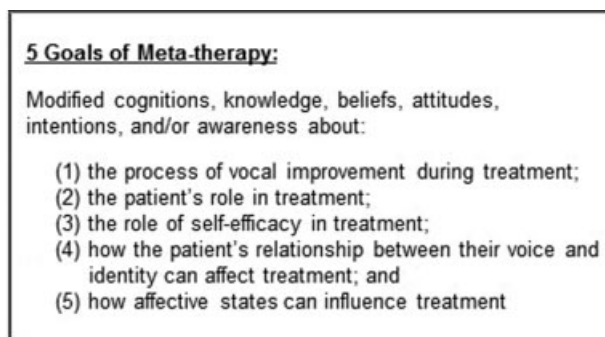 5 Goals of Meta-therapy:
Modified cognitions, knowledge, beliefs, attitudes,
intentions, and/or awareness about:
(1) the process of vocal improvement during treatment;
(2) the patient's role in treatment;
(3) the role of self-efficacy in treatment;
(4) how the patient's relationship between their voice and
identity can affect treatment; and
(5) how affective states can influence treatment